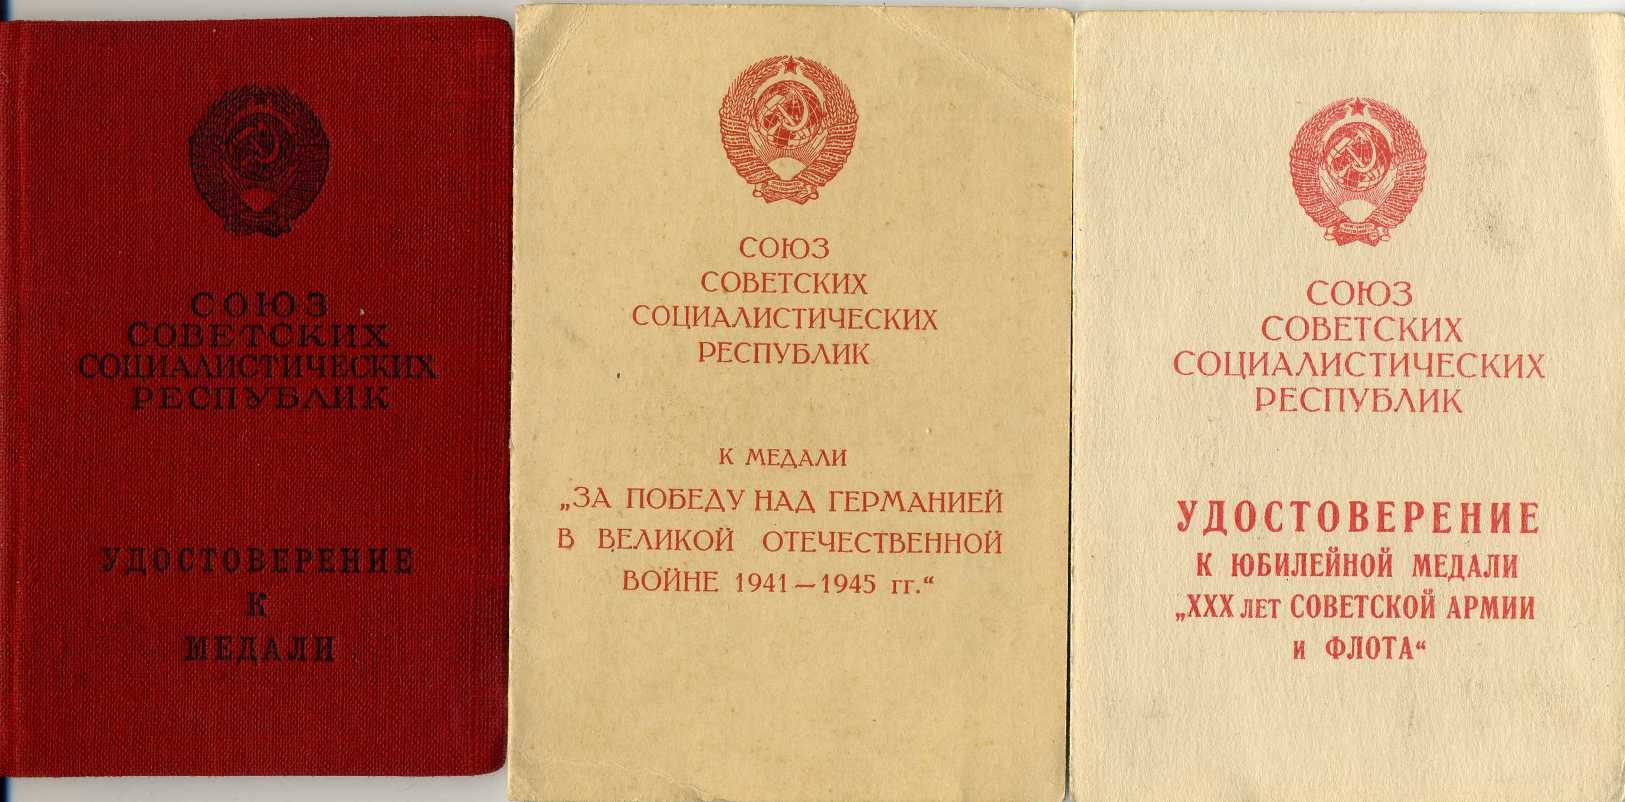 СОЮЗ
СОВЕТСКИХ
СОЦИАЛИСТИЧЕСКИХ
РЕСПУБЛИК
УДОСТОВЕРЕНИЕ
К
МЕДАЛИ
СОЮЗ
СОВЕТСКИХ
СОЦИАЛИСТИЧЕСКИХ
РЕСПУБЛИК
К МЕДАЛИ
„ЗА ПОБЕДУ НАД ГЕРМАНИЕЙ
В ВЕЛИКОЙ ОТЕЧЕСТВЕННОЙ
ВОЙНЕ 1941—1945 гг.“
СОЮЗ
СОВЕТСКИХ
СОЦИАЛИСТИЧЕСКИХ
РЕСПУБЛИК
УДОСТОВЕРЕНИЕ
К ЮБИЛЕЙНОЙ МЕДАЛИ
„XXX ЛЕТ СОВЕТСКОЙ АРМИИ
И ФЛОТА“